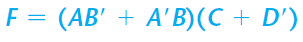 F = (AB′ + A′B)(C + D′)